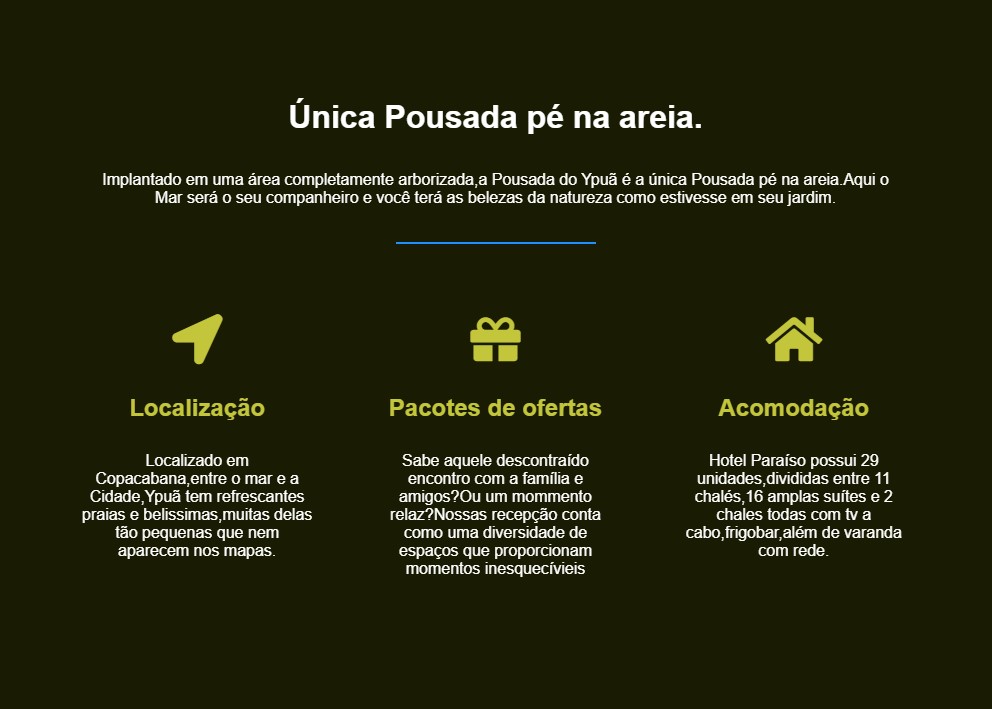 Única Pousada pé na areia.
Implantado em uma área completamente arborizada,a Pousada do Ypuã é a única Pousada pé na areia.Aqui o
Mar será o seu companheiro e você terá as belezas da natureza como estivesse em seu jardim.
Localização
Localizado em
Copacabana,entre o mar e a
Cidade,Ypuã tem refrescantes
praias e belissimas,muitas delas
tão pequenas que nem
aparecem nos mapas.
Pacotes de ofertas
Sabe aquele descontraído
encontro com a família e
amigos?Ou um mommento
relaz?Nossas recepção conta
como uma diversidade de
espaços que proporcionam
momentos inesquecívieis
Acomodação
Hotel Paraíso possui 29
unidades,divididas entre 11
chalés,16 amplas suítes e 2
chales todas com tv a
cabo,frigobar,além de varanda
com rede.